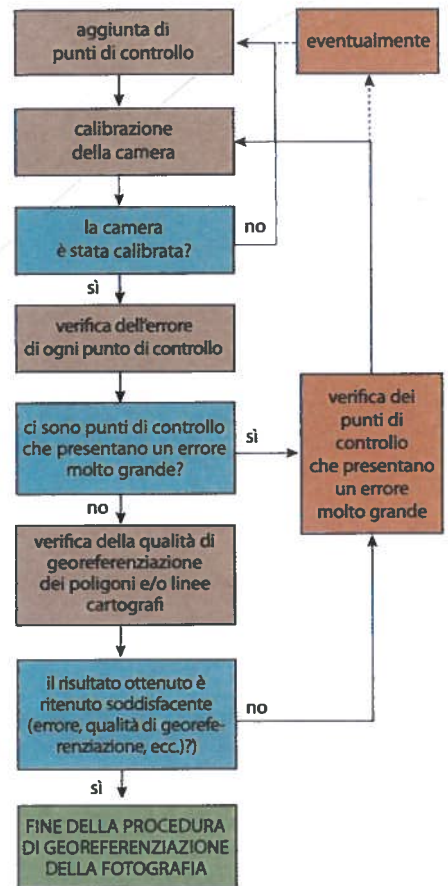 aggiunta di
punti di controllo
eventualmente
calibrazione
della camera
la camera
è stata calibrata?
no
sì
verifica dell'errore
di ogni punto di controllo
ci sono punti di controllo
che presentano un errore
molto grande?
sì
verifica dei
punti di
controllo
che presentano
un errore
molto grande
no
verifica della qualità di
georeferenziazione
dei poligoni e/o linee
cartografi
il risultato ottenuto è
ritenuto soddisfacente
(errore, qualità di georefe-
renziazione, ecc.)?)
no
sì
FINE DELLA PROCEDURA
DI GEOREFERENZIAZIONE
DELLA FOTOGRAFIA